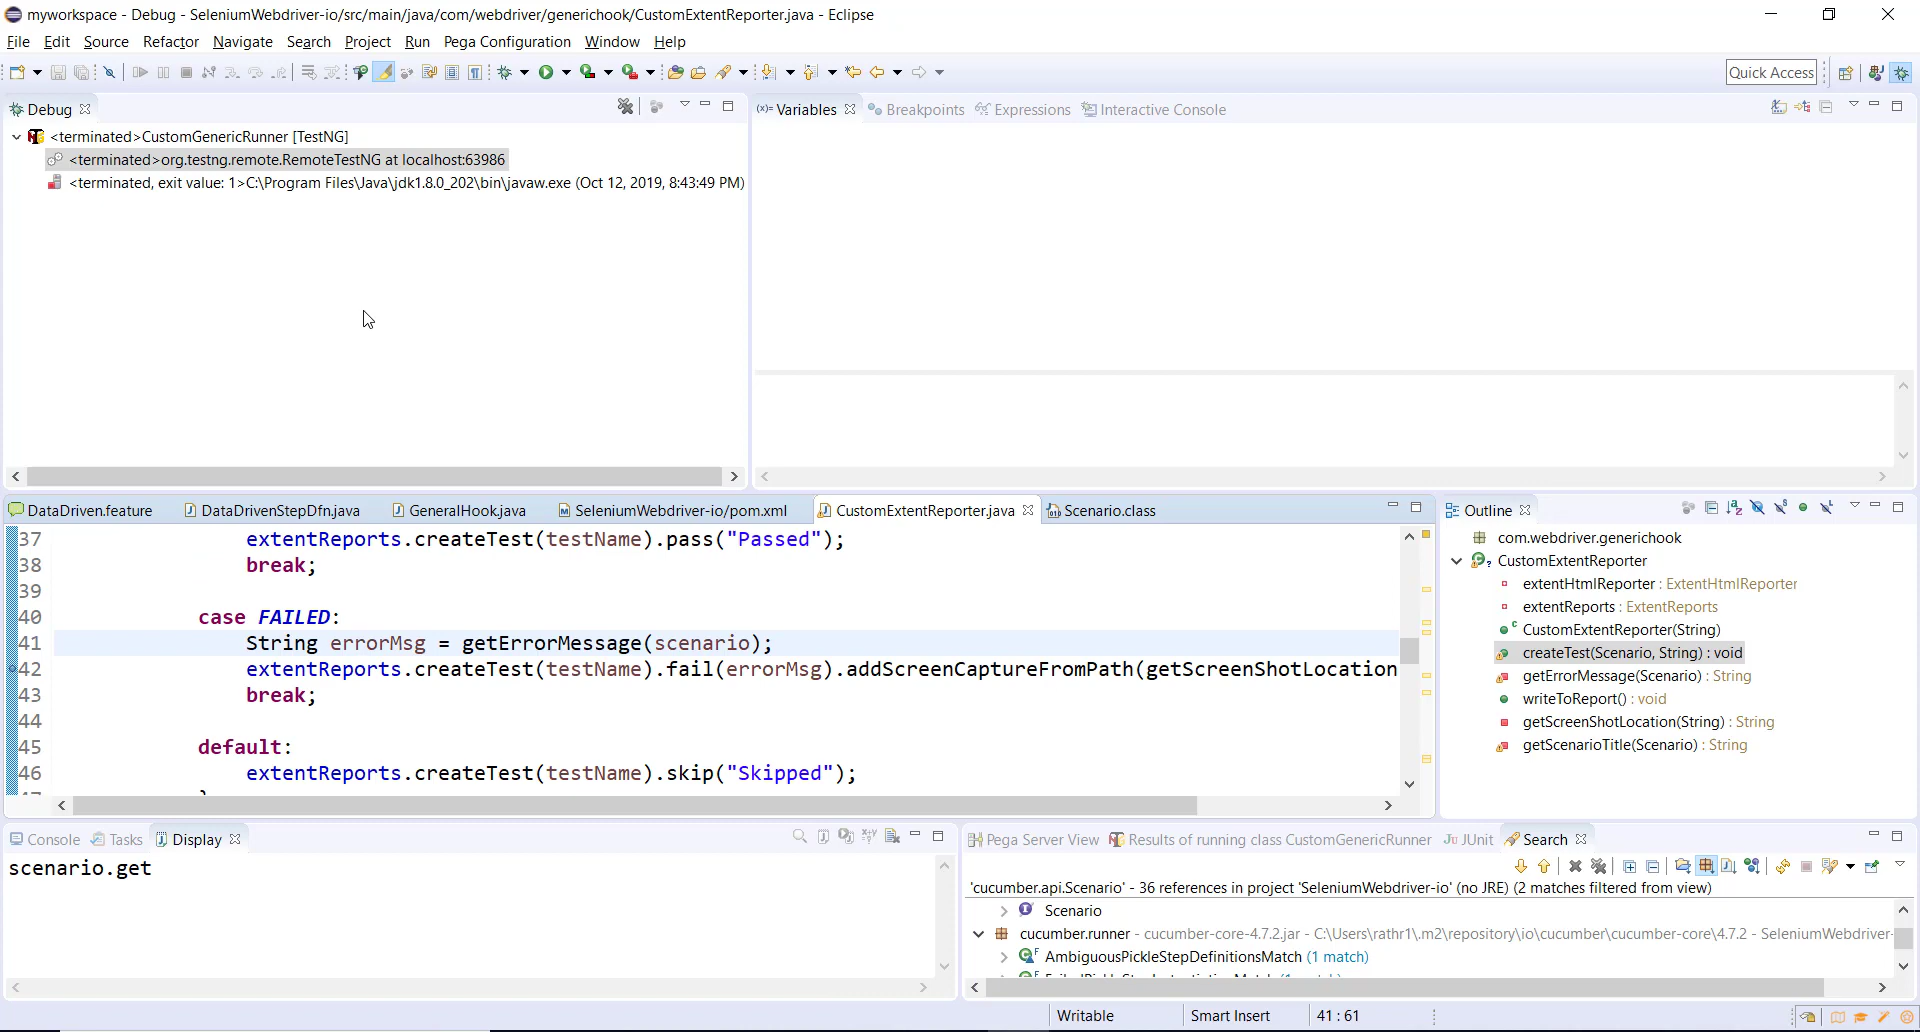 myworkspace - Debug - SeleniumWebdriver-io/src/main/java/com/webdriver/generichook/CustomExtentReporter.java - Eclipse
File Edit Source Refactor Navigate Search Project Run Pega Configuration Window Help
Quick Access
Debug
<terminated>CustomGenericRunner [TestNG]
<terminated>org.testng.remote.RemoteTestNG at localhost:63986
<terminated, exit value: 1>C:\Program Files\Java\jdk1.8.0_202\bin\javaw.exe (Oct 12, 2019, 8:43:49 PM)
(x)= Variables Breakpoints Expressions Interactive Console
DataDriven.feature DataDrivenStepDfn.java GeneralHook.java SeleniumWebdriver-io/pom.xml CustomExtentReporter.java Scenario.class
37 extentReports.createTest(testName).pass("Passed");
38 break;
39
40 case FAILED:
41 String errorMsg = getErrorMessage(scenario);
42 extentReports.createTest(testName).fail(errorMsg).addScreenCaptureFromPath(getScreenShotLocation
43 break;
44
45 default:
46 extentReports.createTest(testName).skip("Skipped");
Outline
com.webdriver.generichook
CustomExtentReporter
extentHtmlReporter : ExtentHtmlReporter
extentReports : ExtentReports
CustomExtentReporter(String)
createTest(Scenario, String) : void
getErrorMessage(Scenario) : String
writeToReport() : void
getScreenShotLocation(String) : String
getScenarioTitle(Scenario) : String
Console Tasks Display
scenario.get
Pega Server View Results of running class CustomGenericRunner JUnit Search
'cucumber.api.Scenario' - 36 references in project 'SeleniumWebdriver-io' (no JRE) (2 matches filtered from view)
Scenario
cucumber.runner - cucumber-core-4.7.2.jar - C:\Users\rathr1\.m2\repository\io\cucumber\cucumber-core\4.7.2 - SeleniumWebdriver-
AmbiguousPickleStepDefinitionsMatch (1 match)
Writable Smart Insert 41 : 61